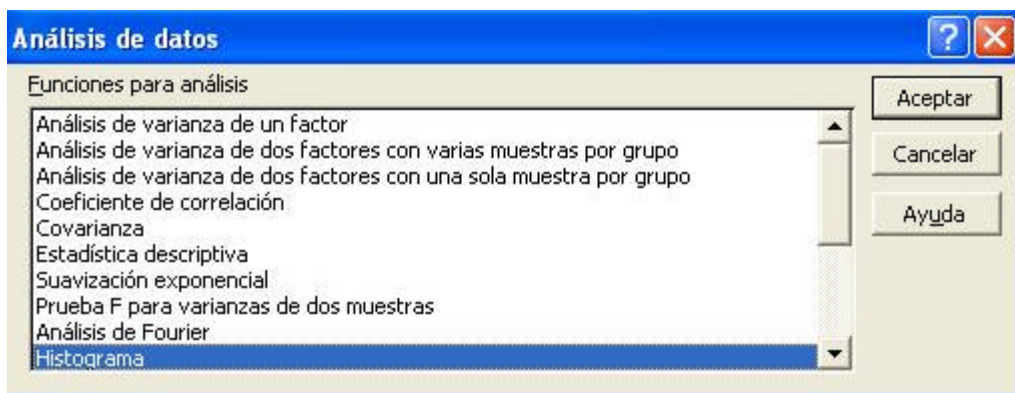 Análisis de datos
?
Funciones para análisis
Análisis de varianza de un factor
Análisis de varianza de dos factores con varias muestras por grupo
Análisis de varianza de dos factores con una sola muestra por grupo
Coeficiente de correlación
Covarianza
Estadística descriptiva
Suavización exponencial
Prueba F para varianzas de dos muestras
Análisis de Fourier
Histograma
Aceptar
Cancelar
Ayuda